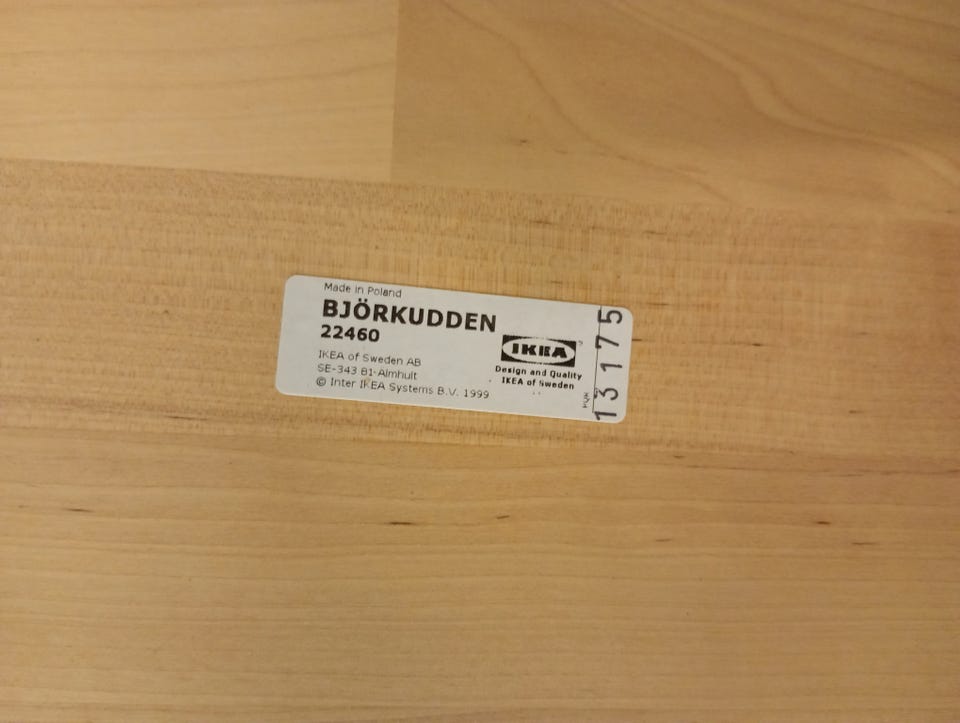 Made in Poland
BJÖRKUDDEN
22460
IKEA of Sweden AB
SE-343 81 Älmhult
© Inter IKEA Systems B.V. 1999
IKEA
Design and Quality
IKEA of Sweden
PQR
13175